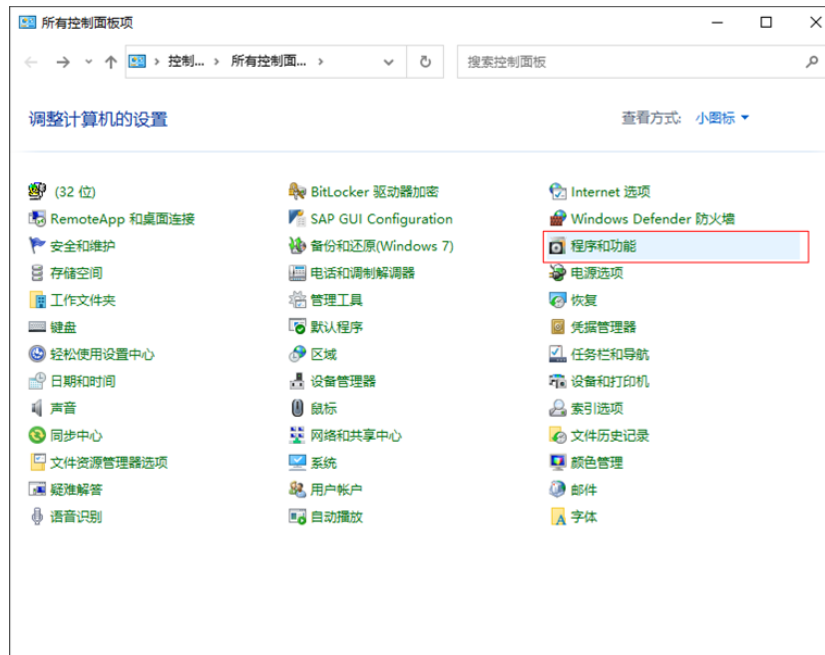 所有控制面板项
控制... 所有控制面... 搜索控制面板
调整计算机的设置 查看方式: 小图标
(32 位) BitLocker 驱动器加密 Internet 选项
RemoteApp 和桌面连接 SAP GUI Configuration Windows Defender 防火墙
安全和维护 备份和还原(Windows 7) 程序和功能
存储空间 电话和调制解调器 电源选项
工作文件夹 管理工具 恢复
键盘 默认程序 凭据管理器
轻松使用设置中心 区域 任务栏和导航
日期和时间 设备管理器 设备和打印机
声音 鼠标 索引选项
同步中心 网络和共享中心 文件历史记录
文件资源管理器选项 系统 颜色管理
疑难解答 用户帐户 邮件
语音识别 自动播放 字体